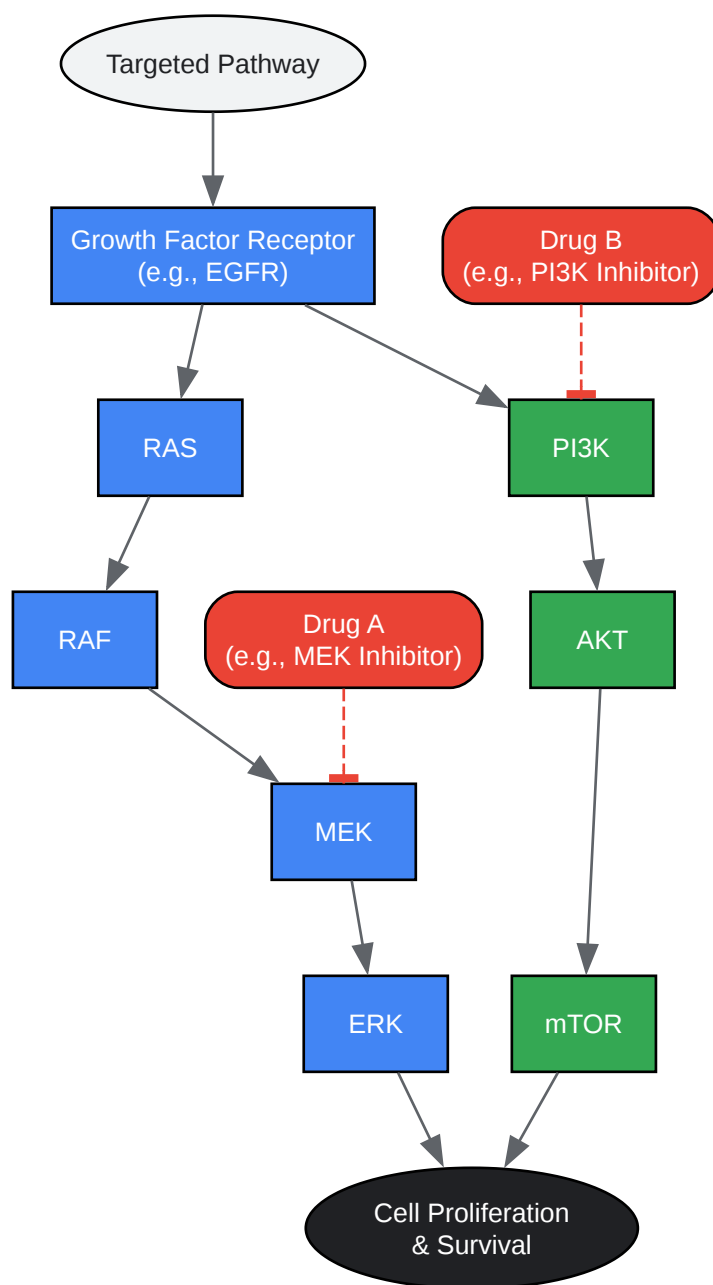 Targeted Pathway
Growth Factor Receptor
(e.g., EGFR)
Drug B
(e.g., PI3K Inhibitor)
RAS
PI3K
RAF
Drug A
(e.g., MEK Inhibitor)
AKT
MEK
ERK
mTOR
Cell Proliferation
& Survival